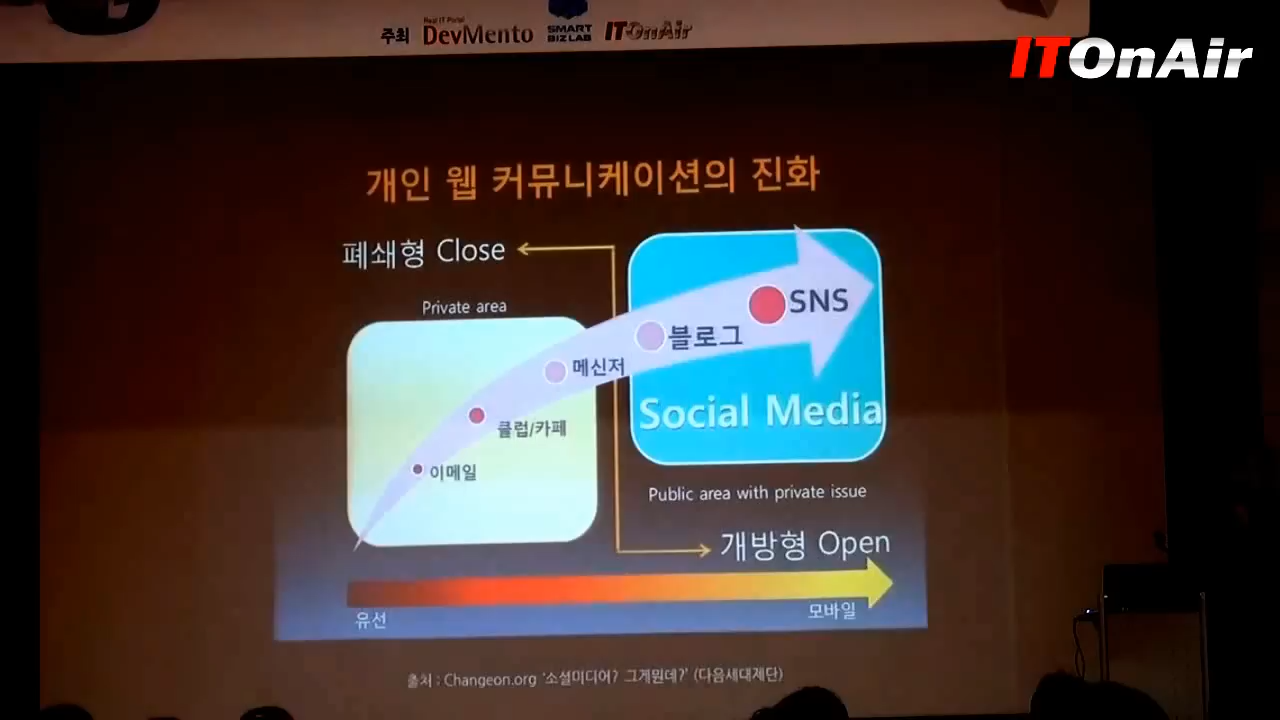 주최 Real IT Portal DevMento SMART BIZ LAB ITOnAir
ITOnAir
개인 웹 커뮤니케이션의 진화
폐쇄형 Close
Private area
SNS
블로그
메신저
Social Media
클럽/카페
이메일
Public area with private issue
개방형 Open
유선
모바일
출처 : Changeon.org '소셜미디어? 그게뭔데?' (다음세대재단)